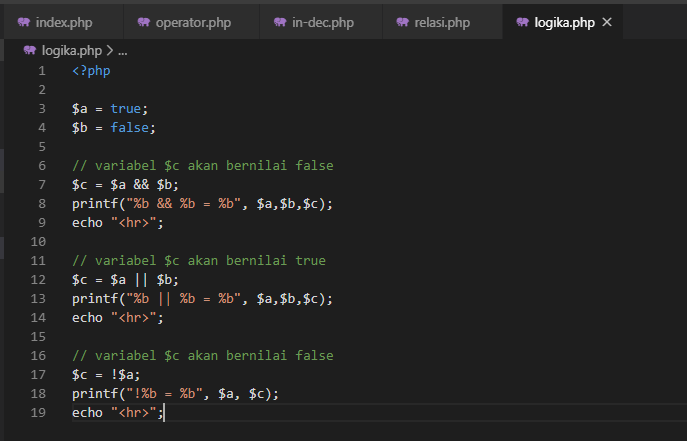 index.php operator.php in-dec.php relasi.php logika.php ×
logika.php > ...
1 <?php
2
3 $a = true;
4 $b = false;
5
6 // variabel $c akan bernilai false
7 $c = $a && $b;
8 printf("%b && %b = %b", $a,$b,$c);
9 echo "<hr>";
10
11 // variabel $c akan bernilai true
12 $c = $a || $b;
13 printf("%b || %b = %b", $a,$b,$c);
14 echo "<hr>";
15
16 // variabel $c akan bernilai false
17 $c = !$a;
18 printf("!%b = %b", $a, $c);
19 echo "<hr>";